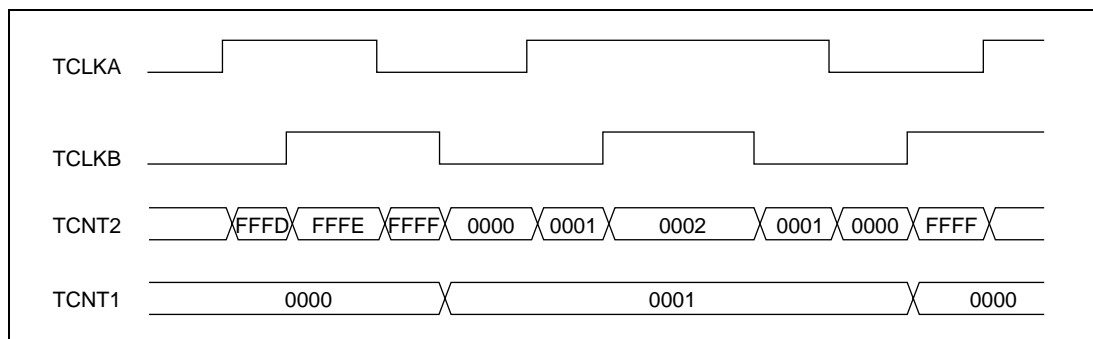 TCLKA
TCLKB
TCNT2 FFFD FFFE FFFF 0000 0001 0002 0001 0000 FFFF
TCNT1 0000 0001 0000